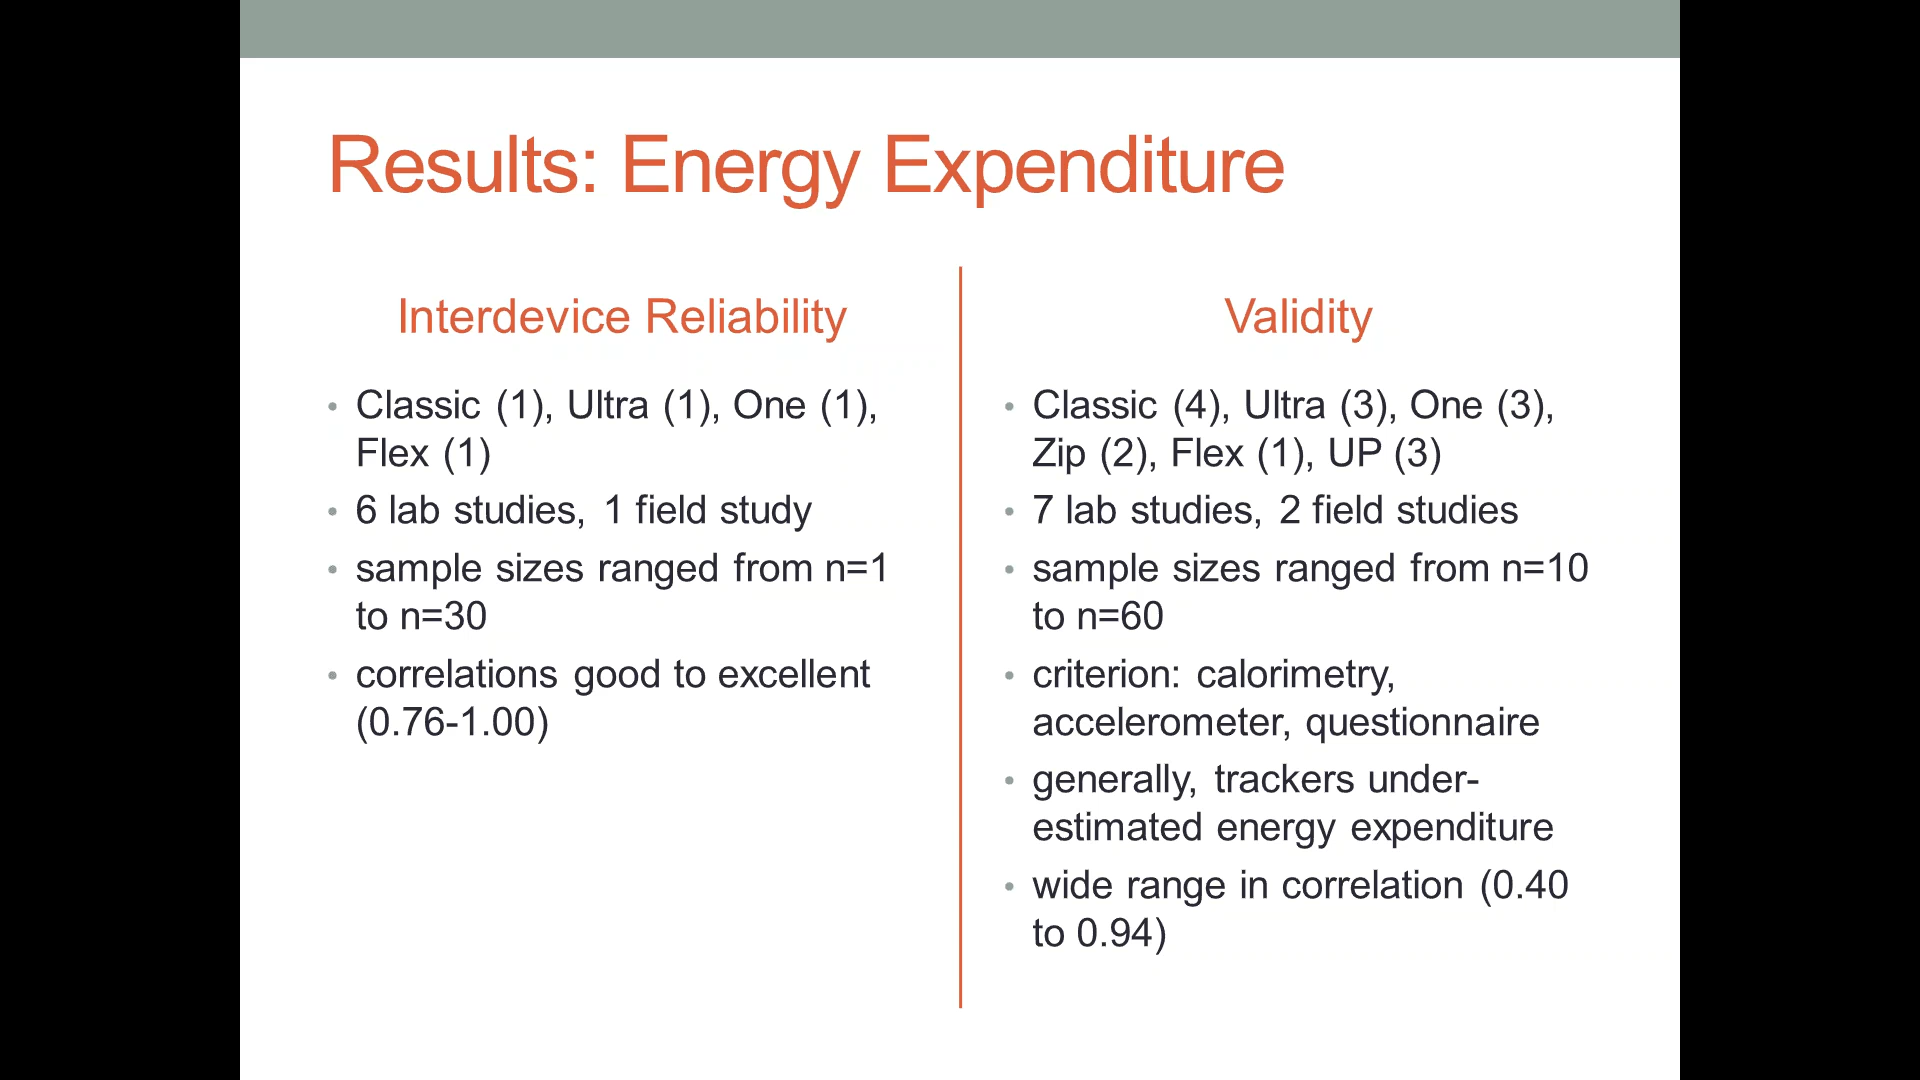 Results: Energy Expenditure
Interdevice Reliability
• Classic (1), Ultra (1), One (1),
Flex (1)
• 6 lab studies, 1 field study
• sample sizes ranged from n=1
to n=30
• correlations good to excellent
(0.76-1.00)
Validity
• Classic (4), Ultra (3), One (3),
Zip (2), Flex (1), UP (3)
• 7 lab studies, 2 field studies
• sample sizes ranged from n=10
to n=60
• criterion: calorimetry,
accelerometer, questionnaire
• generally, trackers under-
estimated energy expenditure
• wide range in correlation (0.40
to 0.94)